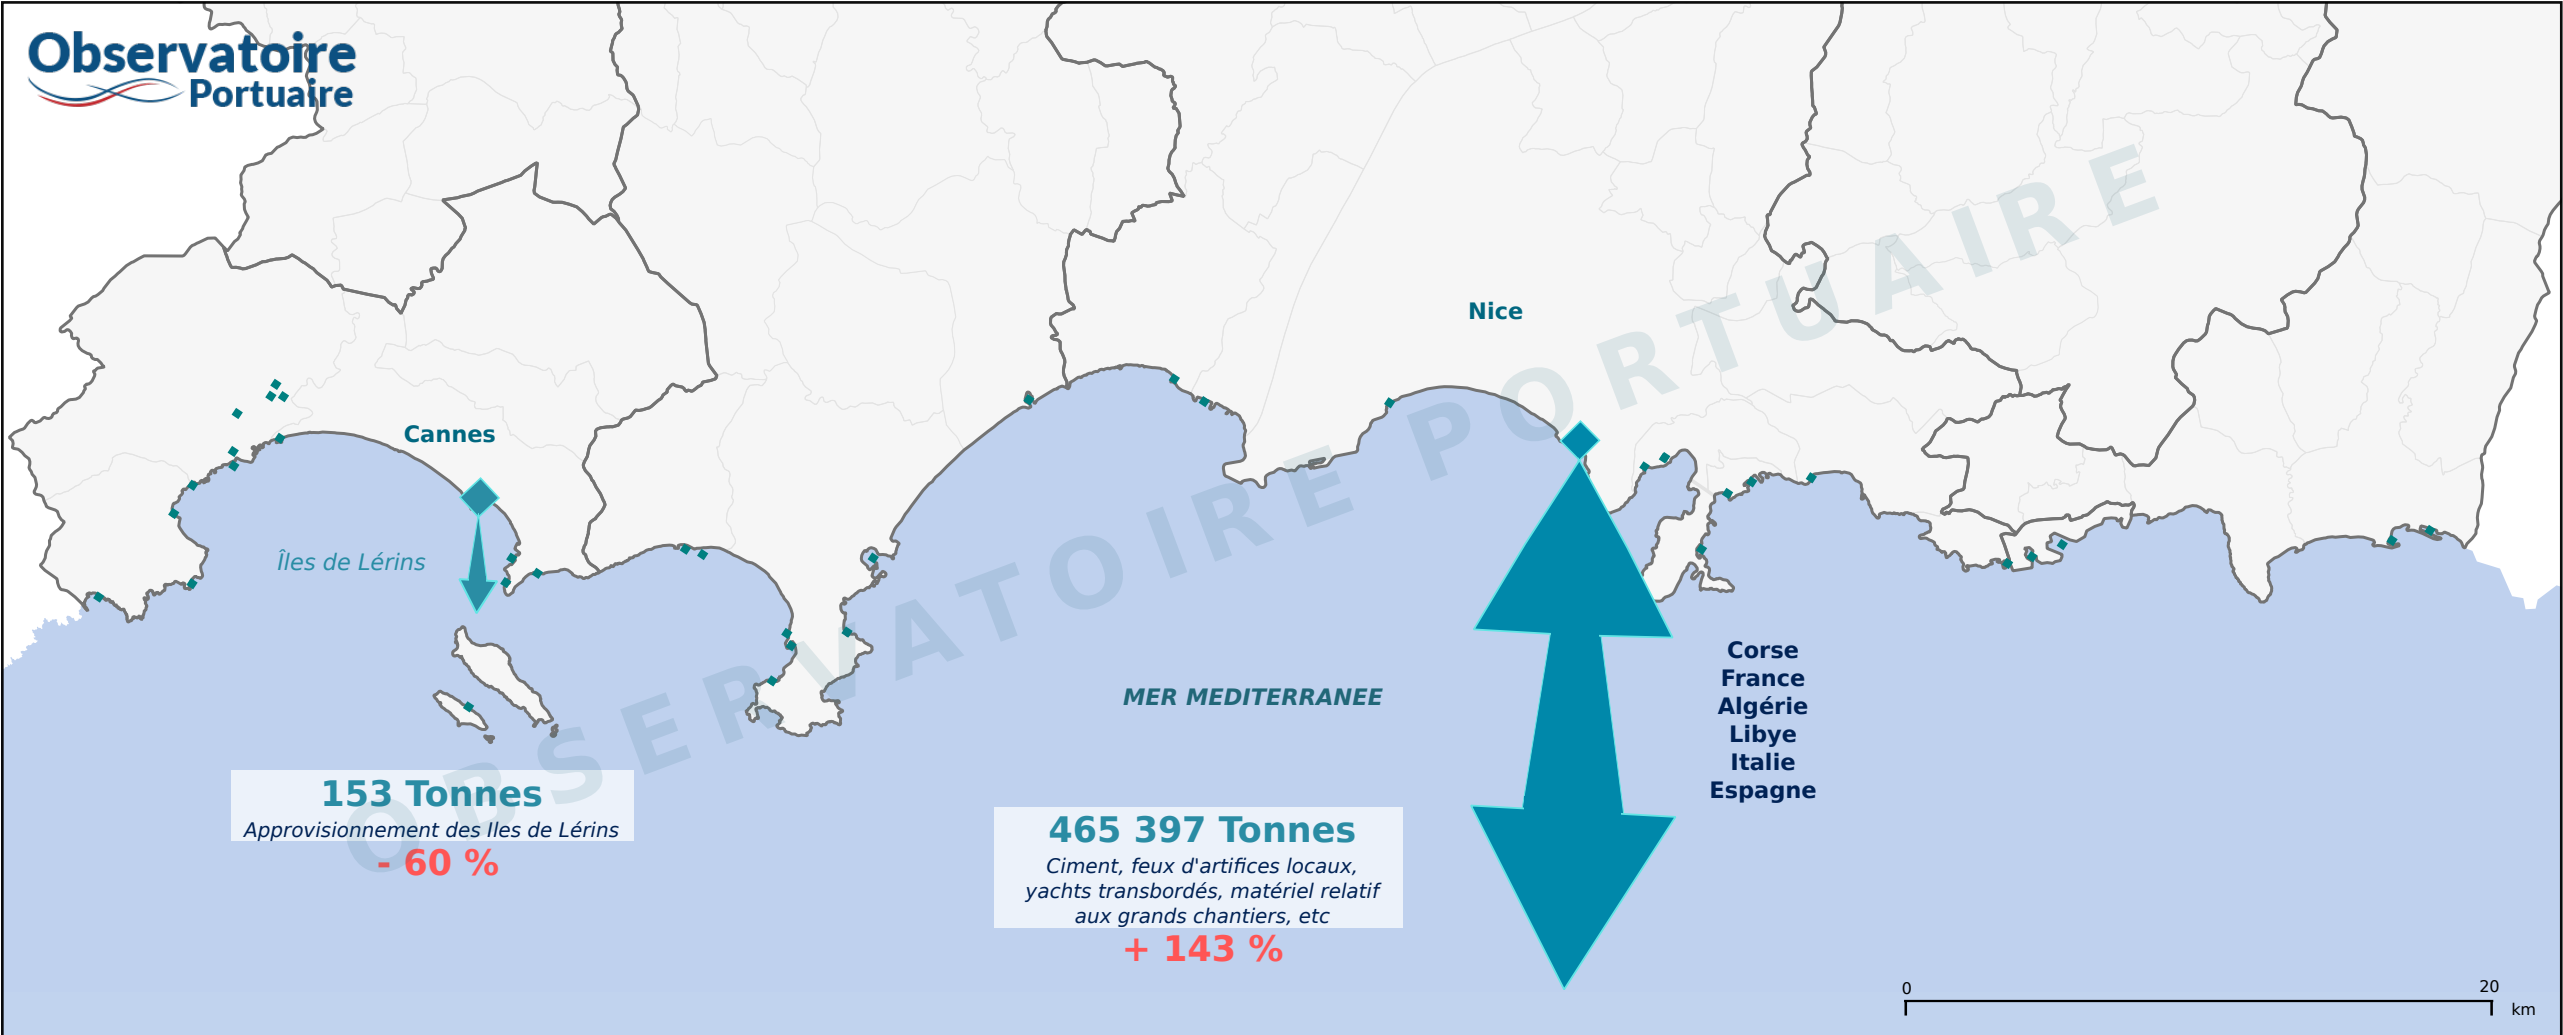 Observatoire
Portuaire
Nice
Cannes
Îles de Lérins
OBSERVATOIRE PORTUAIRE
MER MEDITERRANEE
Corse
France
Algérie
Libye
Italie
Espagne
153 Tonnes
Approvisionnement des Iles de Lérins
- 60 %
465 397 Tonnes
Ciment, feux d'artifices locaux,
yachts transbordés, matériel relatif
aux grands chantiers, etc
+ 143 %
0 20
km